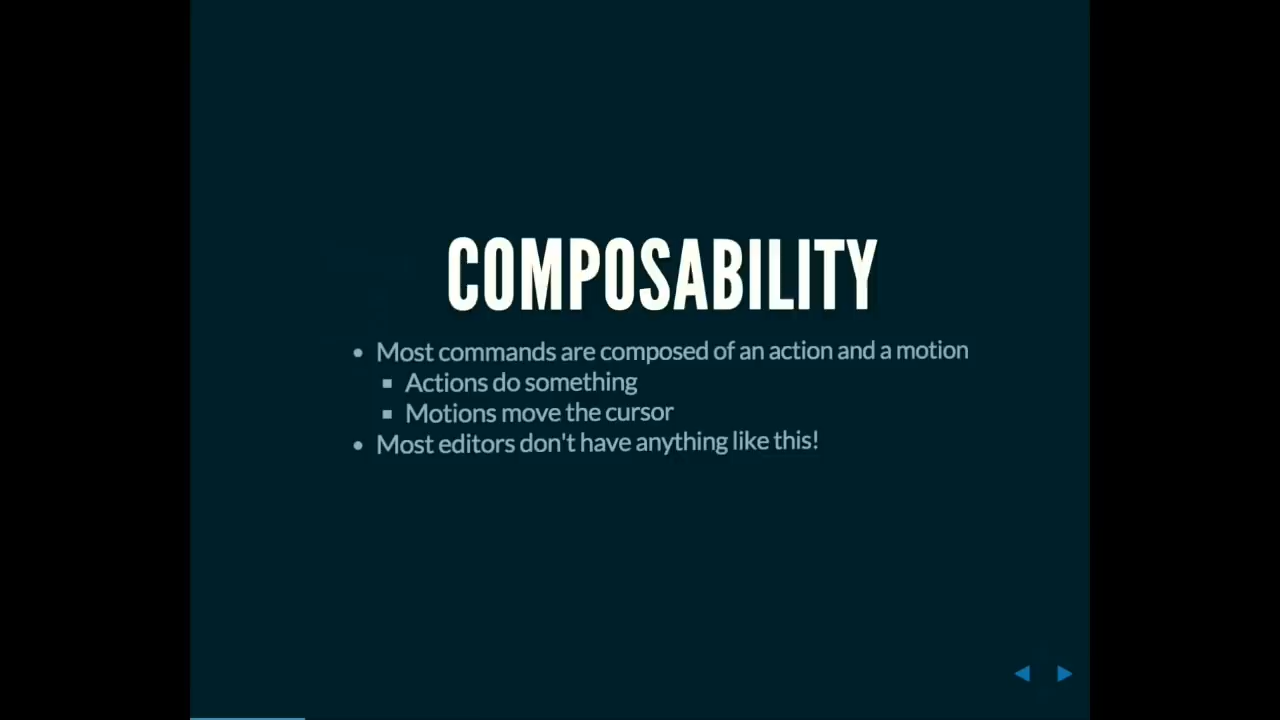 COMPOSABILITY
Most commands are composed of an action and a motion
Actions do something
Motions move the cursor
Most editors don't have anything like this!